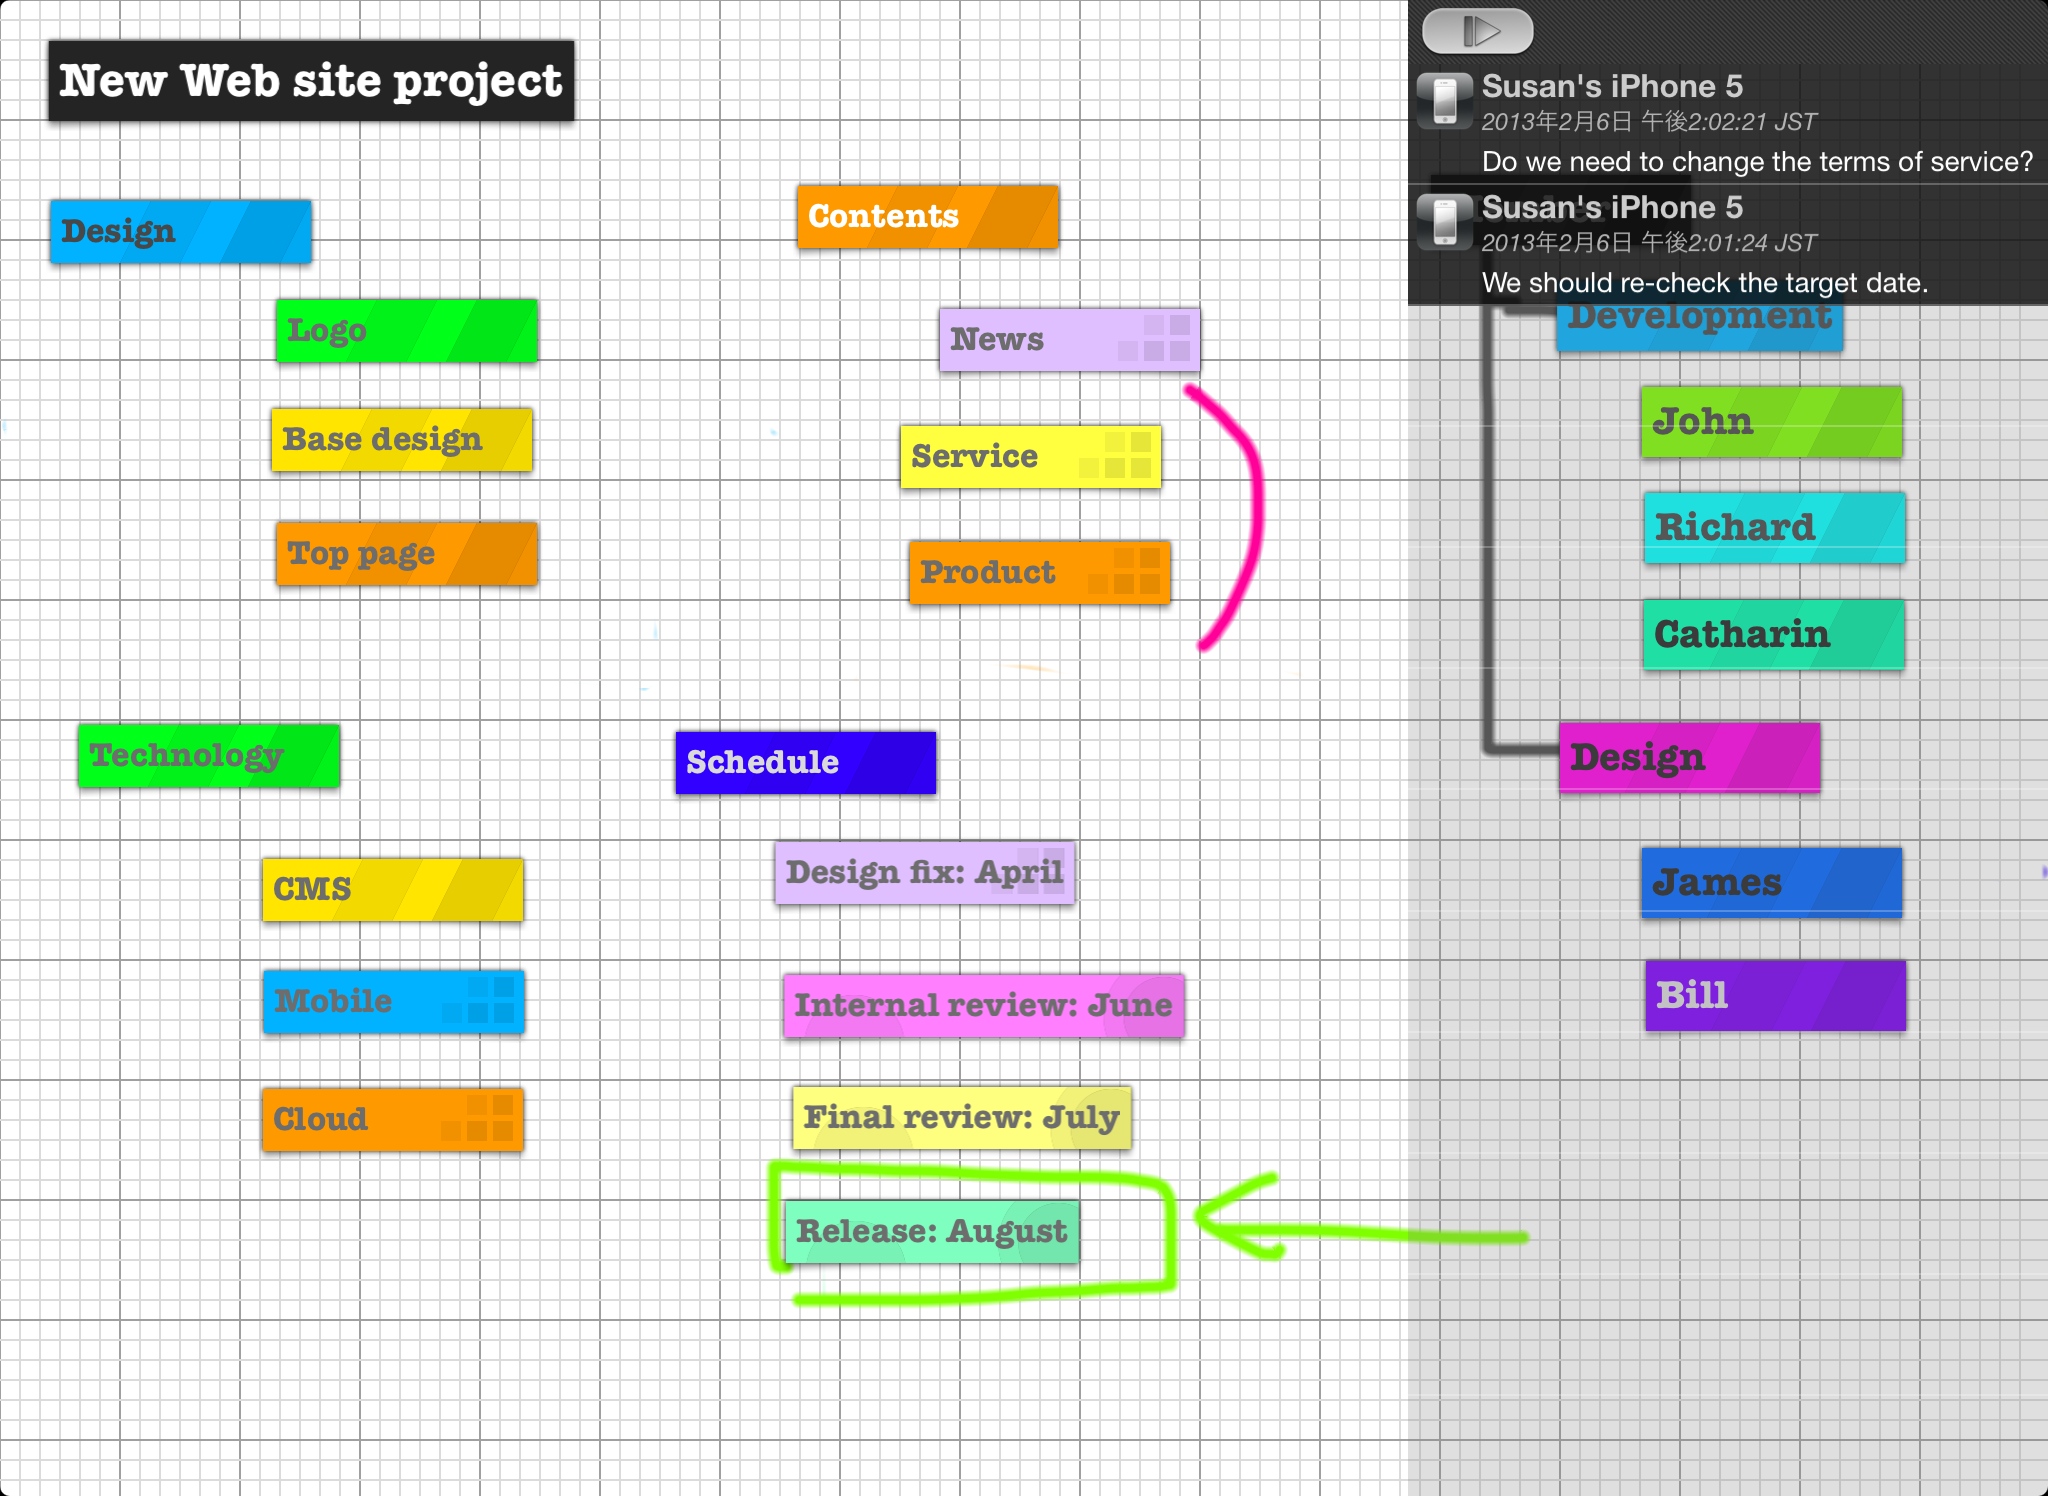 New Web site project
Design
Logo
Base design
Top page
Contents
News
Service
Product
Technology
CMS
Mobile
Cloud
Schedule
Design fix: April
Internal review: June
Final review: July
Release: August
Susan's iPhone 5
2013年2月6日 午後2:02:21 JST
Do we need to change the terms of service?
Susan's iPhone 5
2013年2月6日 午後2:01:24 JST
We should re-check the target date.
Development
John
Richard
Catharin
Design
James
Bill